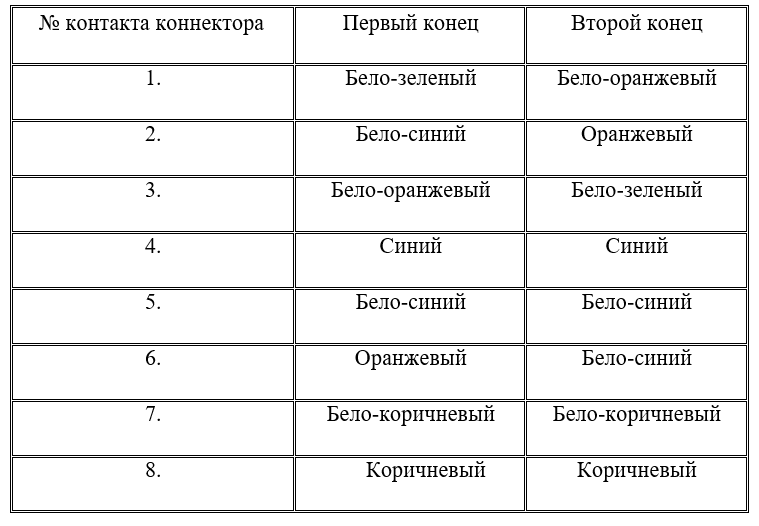 № контакта коннектора Первый конец Второй конец
1. Бело-зеленый Бело-оранжевый
2. Бело-синий Оранжевый
3. Бело-оранжевый Бело-зеленый
4. Синий Синий
5. Бело-синий Бело-синий
6. Оранжевый Бело-синий
7. Бело-коричневый Бело-коричневый
8. Коричневый Коричневый